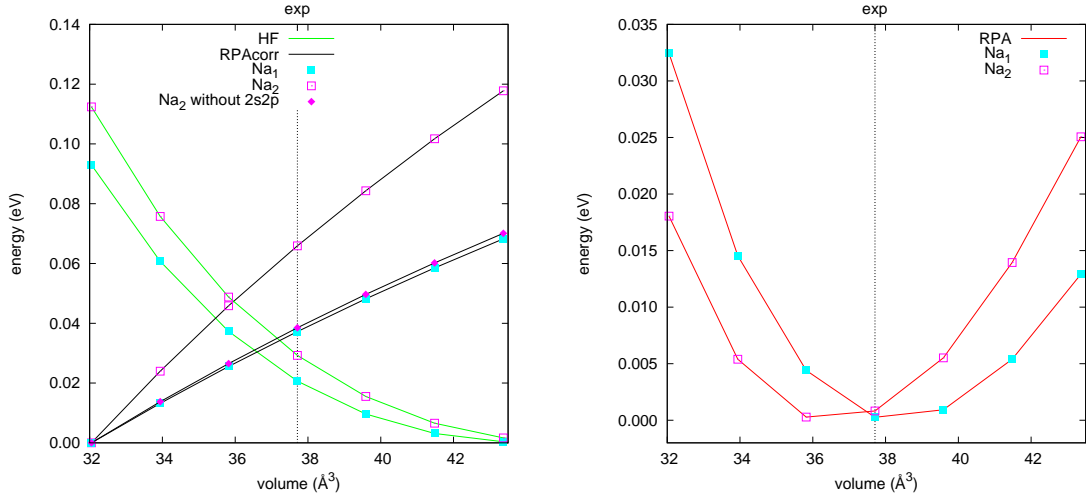 exp
0.14
0.12
0.10
0.08
0.06
0.04
0.02
0.00
energy (eV)
HF
RPAcorr
Na₁
Na₂
Na₂ without 2s2p
32
34
36
38
40
42
volume (Å³)
exp
0.035
0.030
0.025
0.020
0.015
0.010
0.005
0.000
energy (eV)
RPA
Na₁
Na₂
32
34
36
38
40
42
volume (Å³)